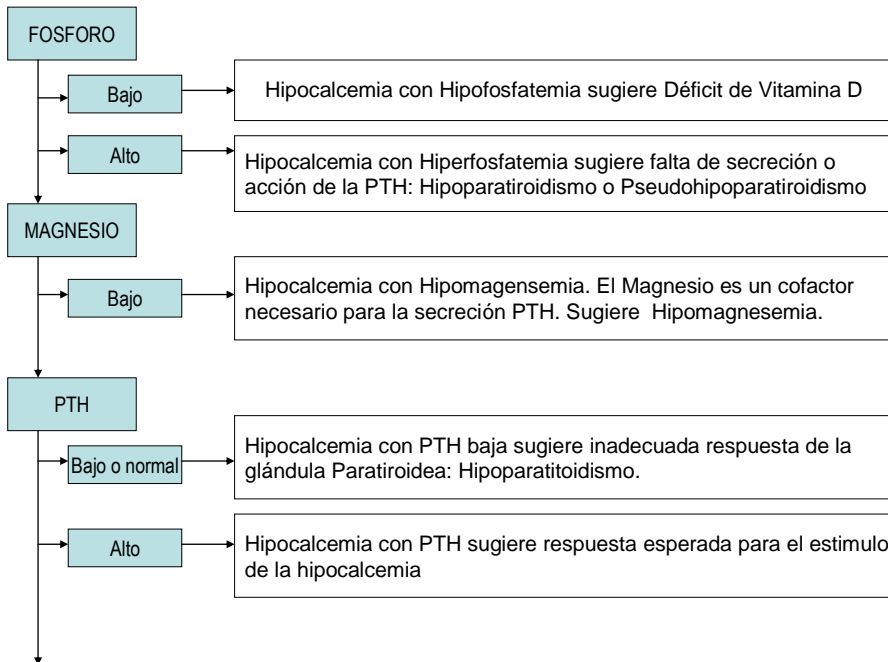 FOSFORO
Bajo
Hipocalcemia con Hipofosfatemia sugiere Déficit de Vitamina D
Alto
Hipocalcemia con Hiperfosfatemia sugiere falta de secreción o
acción de la PTH: Hipoparatiroidismo o Pseudohipoparatiroidismo
MAGNESIO
Bajo
Hipocalcemia con Hipomagensemia. El Magnesio es un cofactor
necesario para la secreción PTH. Sugiere Hipomagnesemia.
PTH
Bajo o normal
Hipocalcemia con PTH baja sugiere inadecuada respuesta de la
glándula Paratiroidea: Hipoparatitoidismo.
Alto
Hipocalcemia con PTH sugiere respuesta esperada para el estimulo
de la hipocalcemia